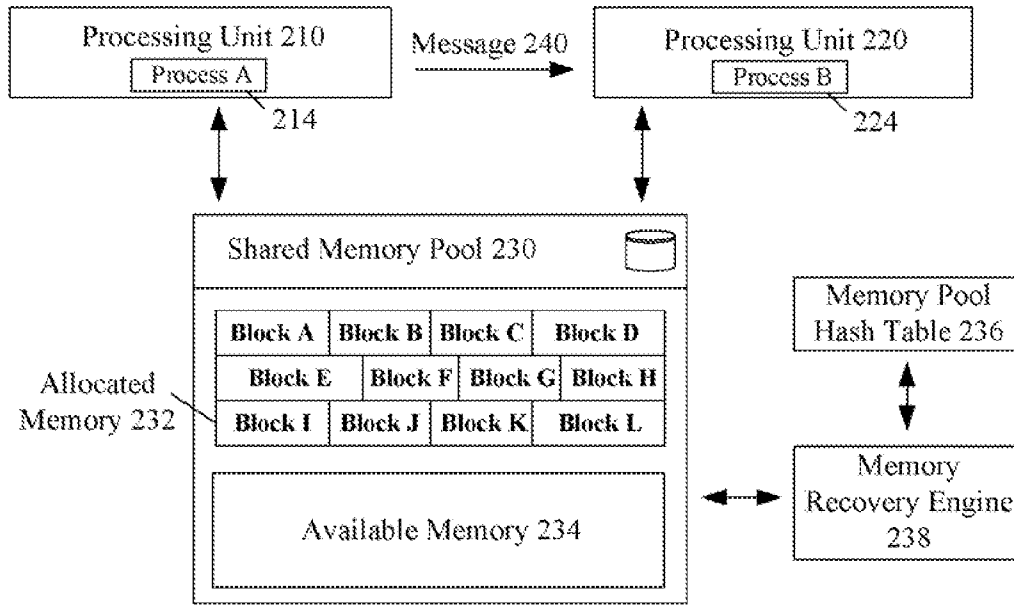 Processing Unit 210
Process A
214
Message 240
Processing Unit 220
Process B
224
Shared Memory Pool 230
Block A Block B Block C Block D
Block E Block F Block G Block H
Block I Block J Block K Block L
Allocated
Memory 232
Available Memory 234
Memory Pool
Hash Table 236
Memory
Recovery Engine
238